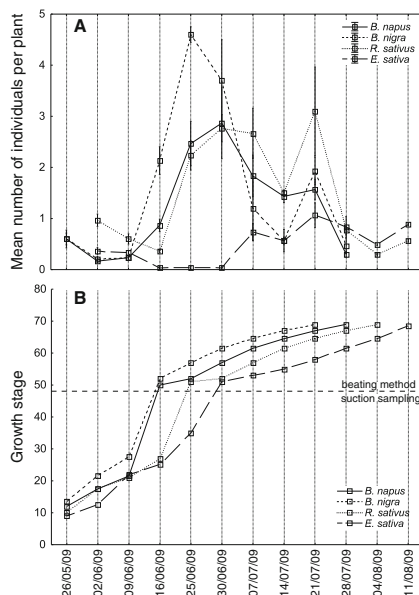 A
Mean number of individuals per plant
5
4
3
2
1
0
B. napus
B. nigra
R. sativus
E. sativa
B
Growth stage
80
70
60
50
40
30
20
10
0
beating method
suction sampling
B. napus
B. nigra
R. sativus
E. sativa
26/05/09
02/06/09
09/06/09
16/06/09
25/06/09
30/06/09
07/07/09
14/07/09
21/07/09
28/07/09
04/08/09
11/08/09